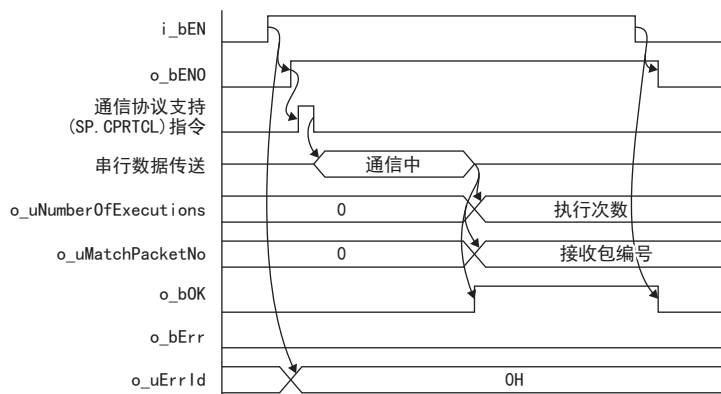 i_bEN
o_bENO
通信协议支持
(SP.CPRTCL)指令
串行数据传送
通信中
o_uNumberOfExecutions
0
执行次数
o_uMatchPacketNo
0
接收包编号
o_bOK
o_bErr
o_uErrId
0H